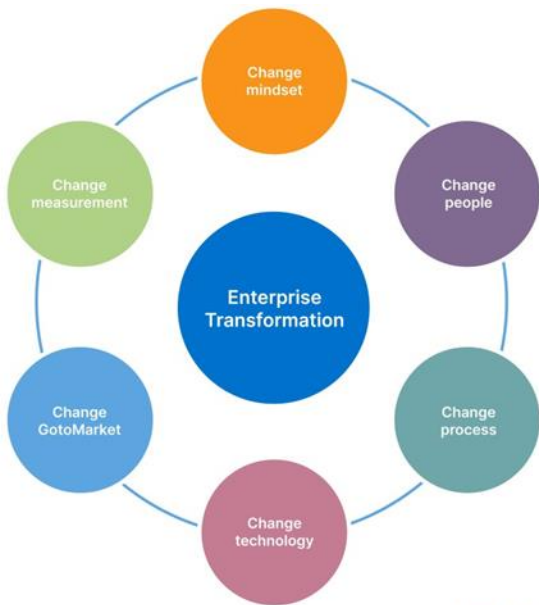 Change
mindset
Change
people
Change
process
Change
technology
Change
GotoMarket
Change
measurement
Enterprise
Transformation